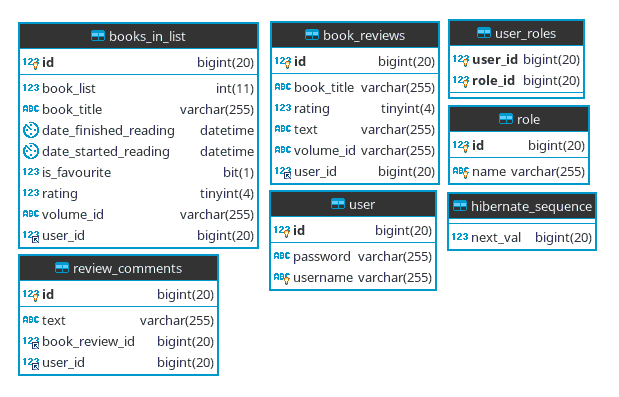 books_in_list
123 id bigint(20)
123 book_list int(11)
ABC book_title varchar(255)
date_finished_reading datetime
date_started_reading datetime
123 is_favourite bit(1)
123 rating tinyint(4)
ABC volume_id varchar(255)
123 user_id bigint(20)
book_reviews
123 id bigint(20)
ABC book_title varchar(255)
123 rating tinyint(4)
ABC text varchar(255)
ABC volume_id varchar(255)
123 user_id bigint(20)
user_roles
123 user_id bigint(20)
123 role_id bigint(20)
role
123 id bigint(20)
ABC name varchar(255)
user
123 id bigint(20)
ABC password varchar(255)
ABC username varchar(255)
hibernate_sequence
123 next_val bigint(20)
review_comments
123 id bigint(20)
ABC text varchar(255)
123 book_review_id bigint(20)
123 user_id bigint(20)